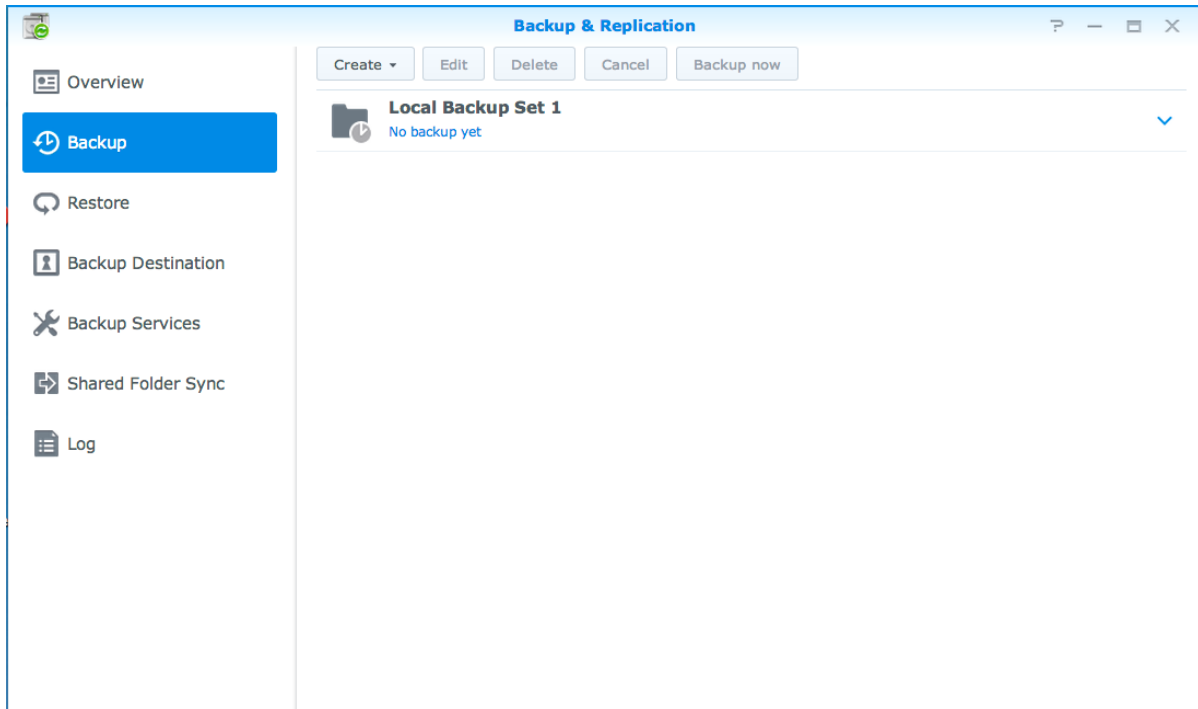 Backup & Replication
Overview
Backup
Restore
Backup Destination
Backup Services
Shared Folder Sync
Log
Create
Edit
Delete
Cancel
Backup now
Local Backup Set 1
No backup yet